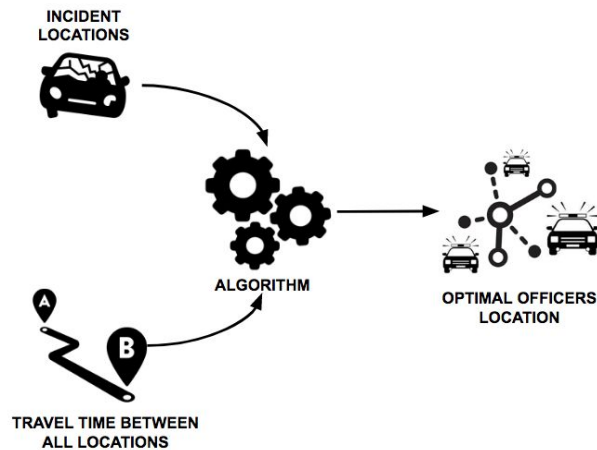 INCIDENT
LOCATIONS
ALGORITHM
OPTIMAL OFFICERS
LOCATION
A
B
TRAVEL TIME BETWEEN
ALL LOCATIONS